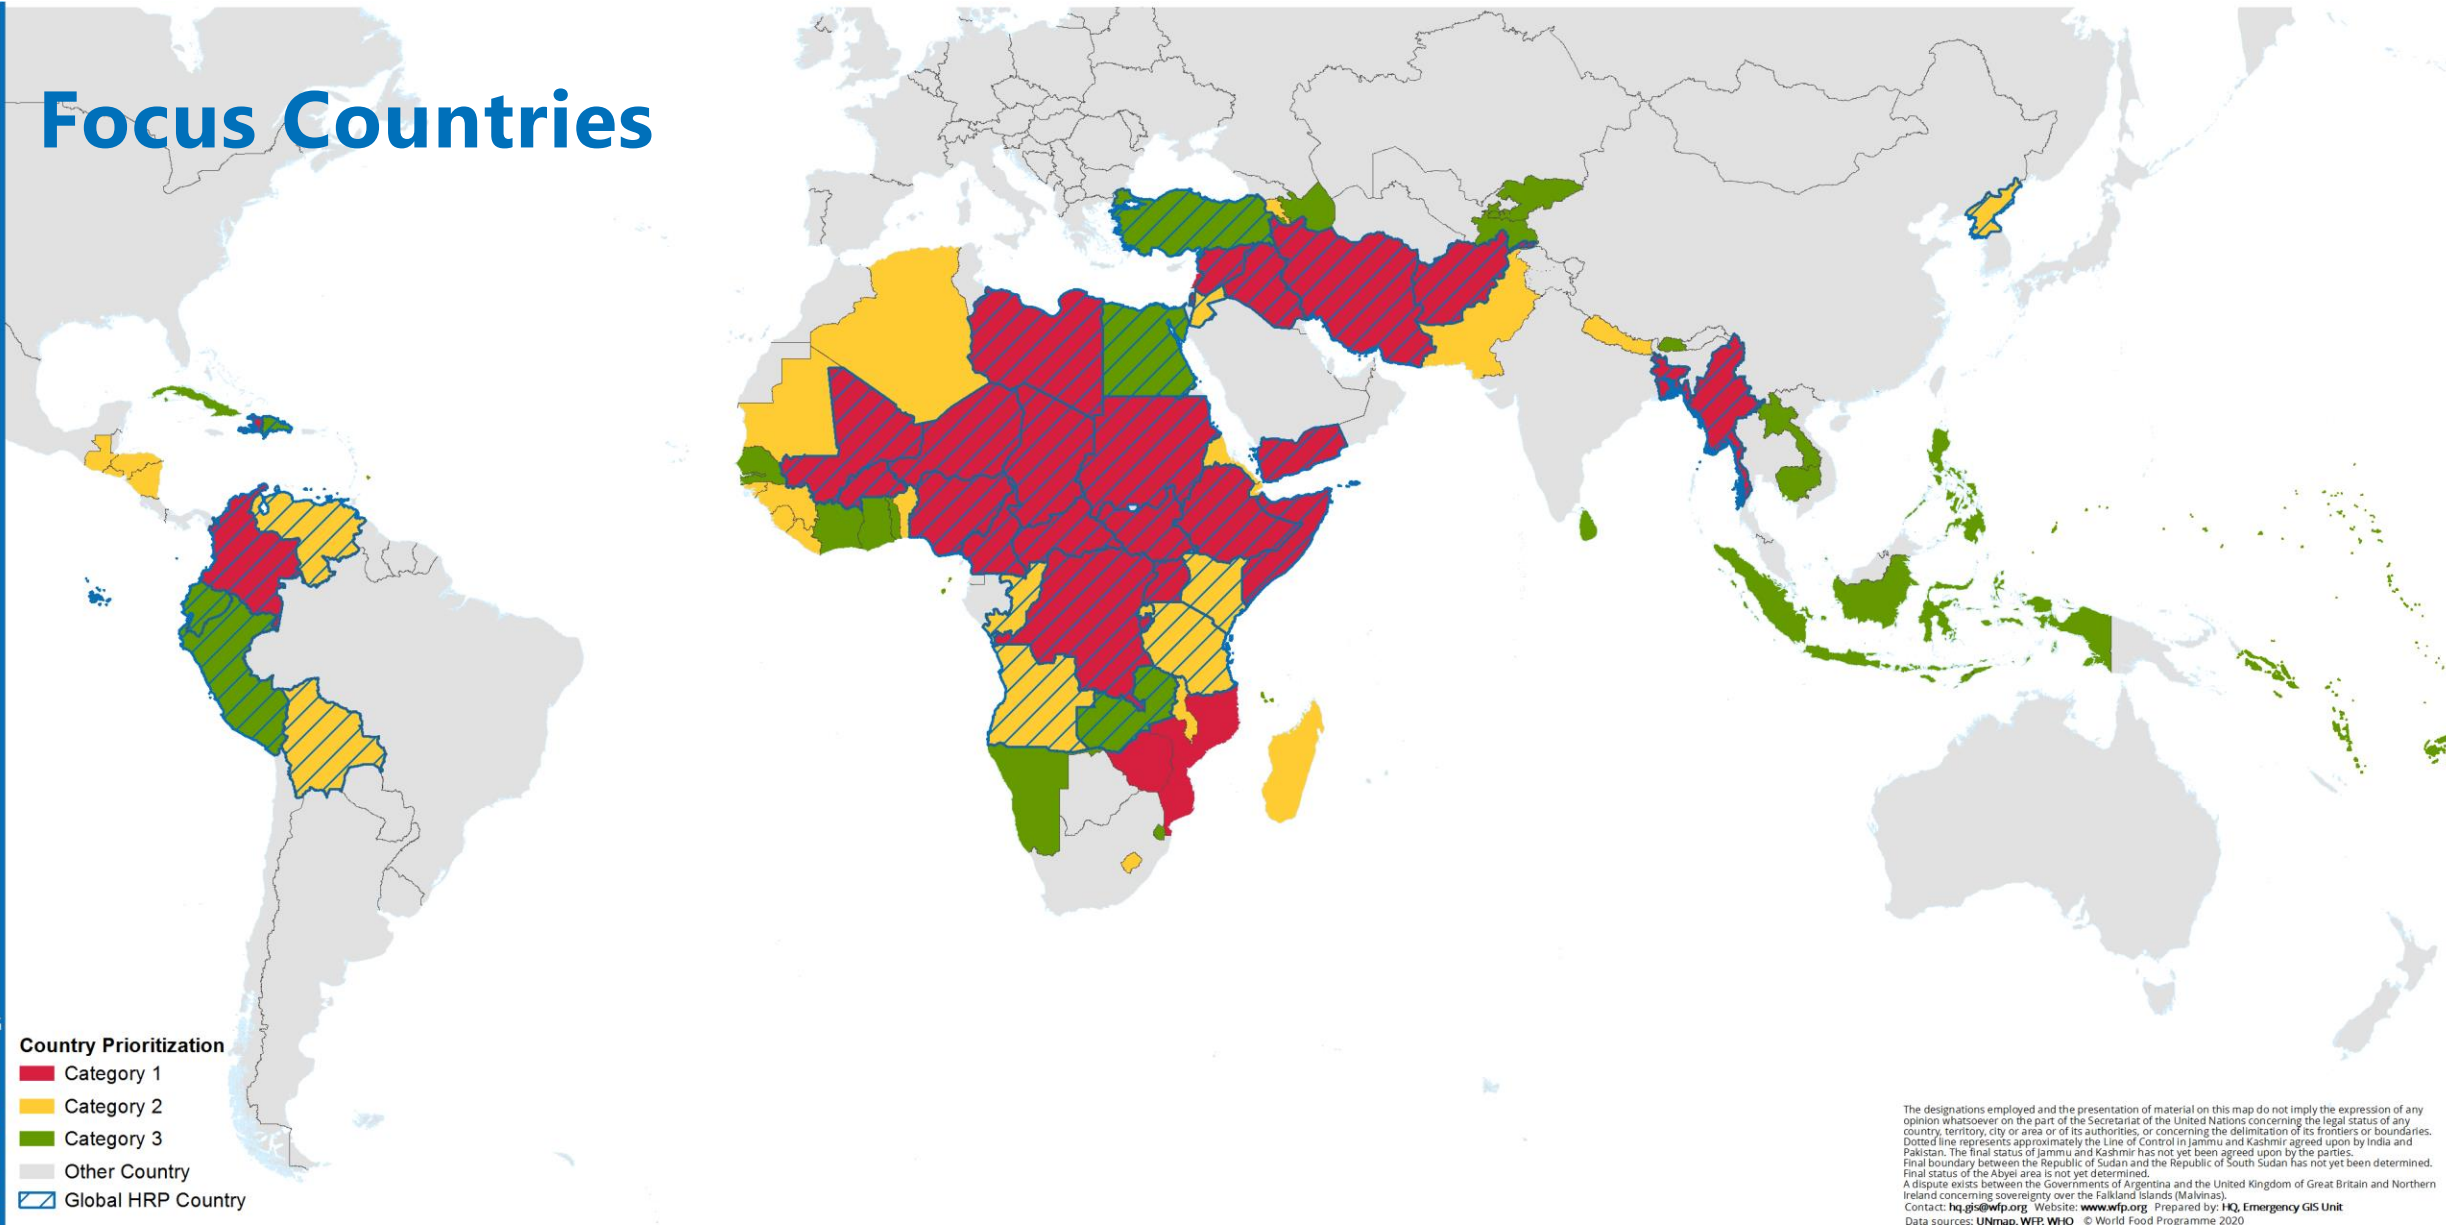 Focus Countries
Country Prioritization
Category 1
Category 2
Category 3
Other Country
Global HRP Country
The designations employed and the presentation of material on this map do not imply the expression of any
opinion whatsoever on the part of the Secretariat of the United Nations concerning the legal status of any
country, territory, city or area or of its authorities, or concerning the delimitation of its frontiers or boundaries.
Dotted line represents approximately the Line of Control in Jammu and Kashmir agreed upon by India and
Pakistan. The final status of Jammu and Kashmir has not yet been agreed upon by the parties.
Final boundary between the Republic of Sudan and the Republic of South Sudan has not yet been determined.
Final status of the Abyei area is not yet determined.
A dispute exists between the Governments of Argentina and the United Kingdom of Great Britain and Northern
Ireland concerning sovereignty over the Falkland Islands (Malvinas).
Contact: hq.gis@wfp.org Website: www.wfp.org Prepared by: HQ, Emergency GIS Unit
Data sources: UNmap, WFP, WHO © World Food Programme 2020